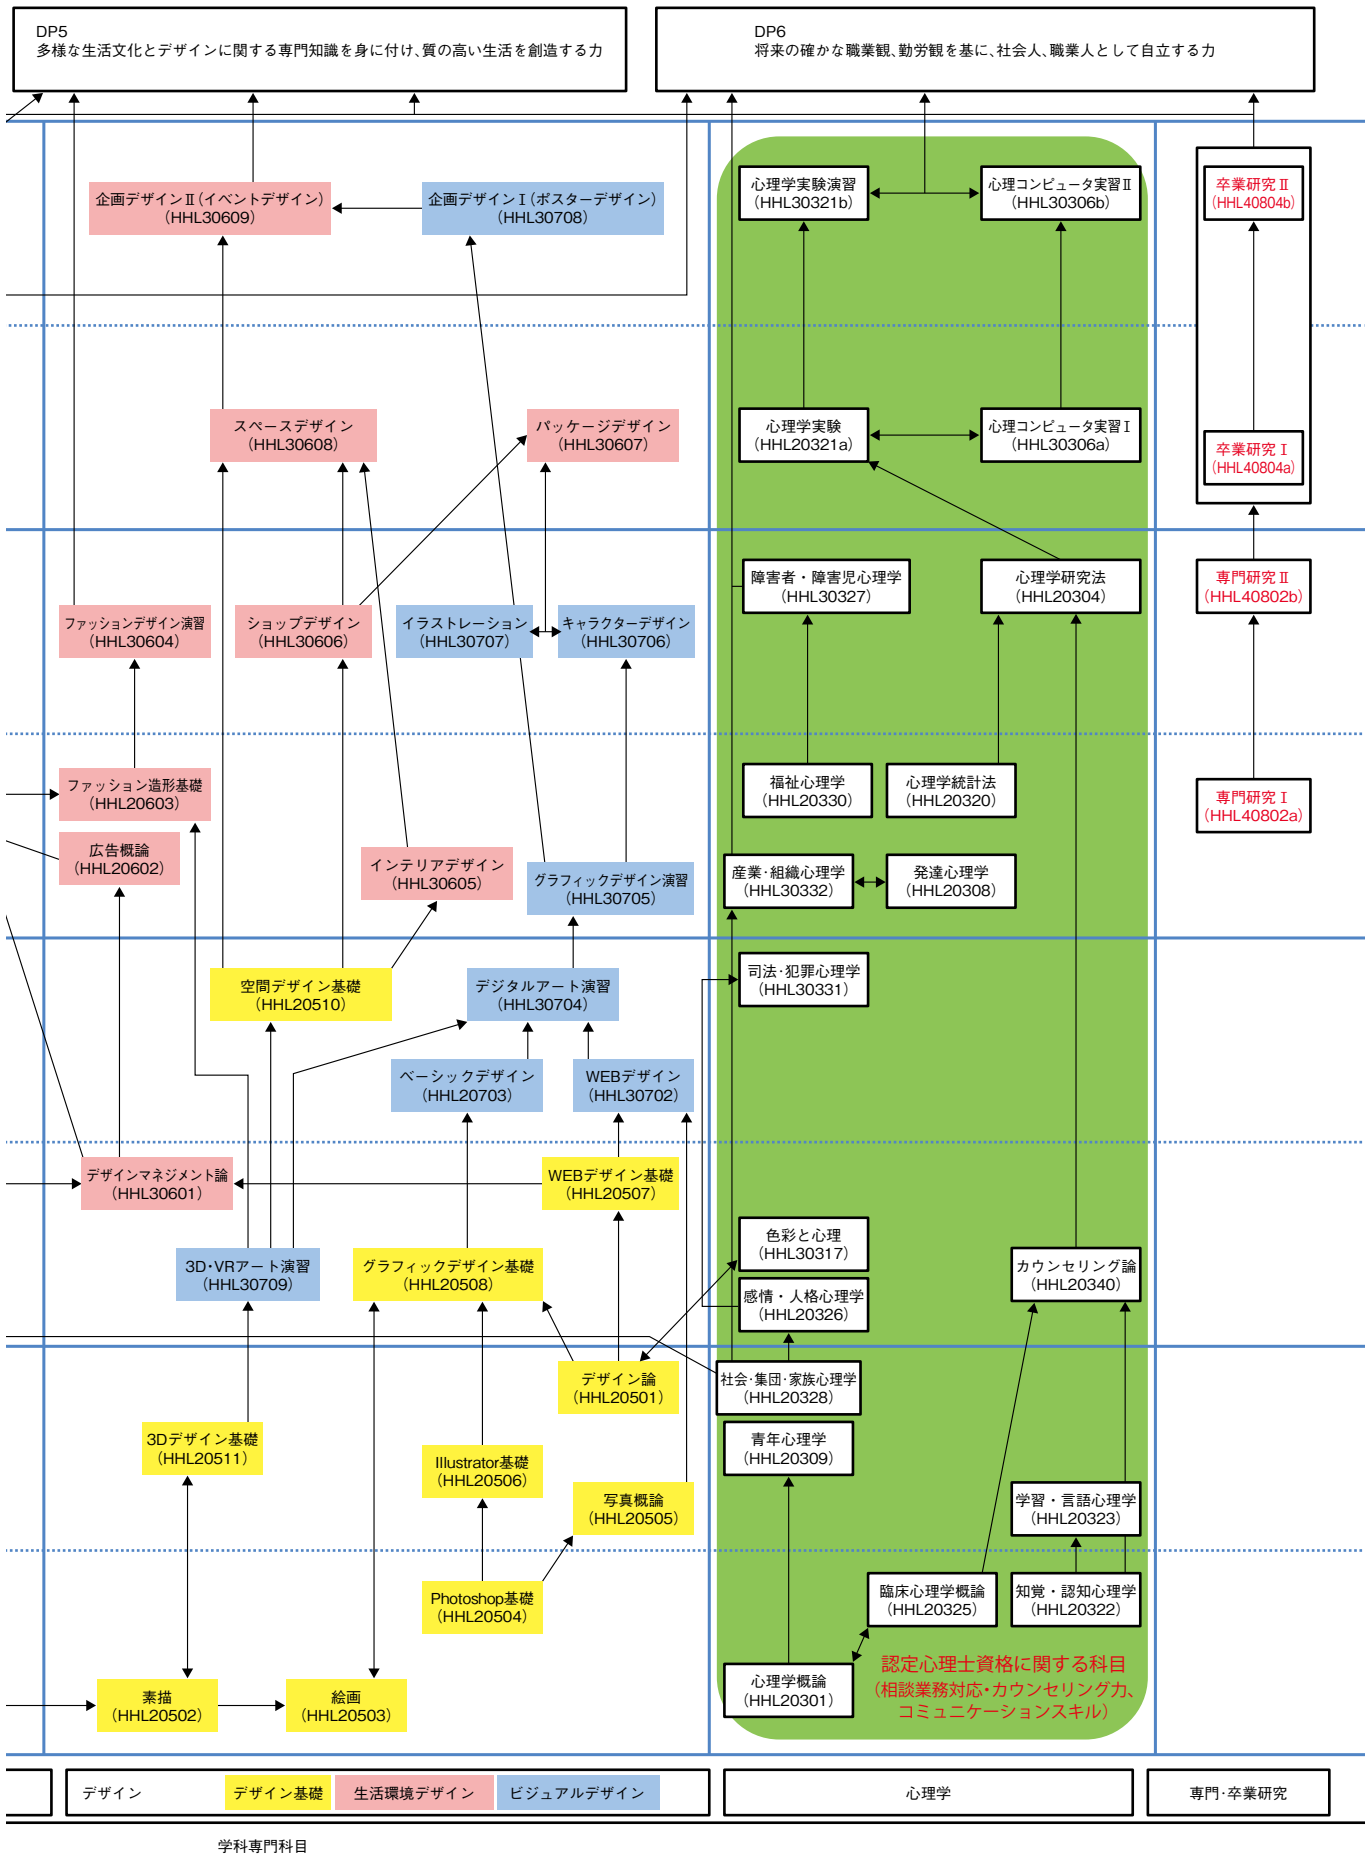 DP5
多様な生活文化とデザインに関する専門知識を身に付け、質の高い生活を創造する力
DP6
将来の確かな職業観、勤労観を基に、社会人、職業人として自立する力
企画デザインⅡ(イベントデザイン)
(HHL30609)
企画デザインⅠ(ポスターデザイン)
(HHL30708)
心理学実験演習
(HHL30321b)
心理コンピュータ実習Ⅱ
(HHL30306b)
卒業研究Ⅱ
(HHL40804b)
スペースデザイン
(HHL30608)
パッケージデザイン
(HHL30607)
心理学実験
(HHL20321a)
心理コンピュータ実習Ⅰ
(HHL30306a)
卒業研究Ⅰ
(HHL40804a)
障害者・障害児心理学
(HHL30327)
心理学研究法
(HHL20304)
専門研究Ⅱ
(HHL40802b)
ファッションデザイン演習
(HHL30604)
ショップデザイン
(HHL30606)
イラストレーション
(HHL30707)
キャラクターデザイン
(HHL30706)
ファッション造形基礎
(HHL20603)
福祉心理学
(HHL20330)
心理学統計法
(HHL20320)
専門研究Ⅰ
(HHL40802a)
広告概論
(HHL20602)
インテリアデザイン
(HHL30605)
グラフィックデザイン演習
(HHL30705)
産業・組織心理学
(HHL30332)
発達心理学
(HHL20308)
空間デザイン基礎
(HHL20510)
デジタルアート演習
(HHL30704)
司法・犯罪心理学
(HHL30331)
ベーシックデザイン
(HHL20703)
WEBデザイン
(HHL30702)
デザインマネジメント論
(HHL30601)
WEBデザイン基礎
(HHL20507)
色彩と心理
(HHL30317)
3D・VRアート演習
(HHL30709)
グラフィックデザイン基礎
(HHL20508)
感情・人格心理学
(HHL20326)
カウンセリング論
(HHL20340)
デザイン論
(HHL20501)
社会・集団・家族心理学
(HHL20328)
3Dデザイン基礎
(HHL20511)
Illustrator基礎
(HHL20506)
青年心理学
(HHL20309)
写真概論
(HHL20505)
学習・言語心理学
(HHL20323)
Photoshop基礎
(HHL20504)
臨床心理学概論
(HHL20325)
知覚・認知心理学
(HHL20322)
素描
(HHL20502)
絵画
(HHL20503)
心理学概論
(HHL20301)
認定心理士資格に関する科目
(相談業務対応・カウンセリング力、
コミュニケーションスキル)
デザイン
デザイン基礎
生活環境デザイン
ビジュアルデザイン
心理学
専門・卒業研究
学科専門科目